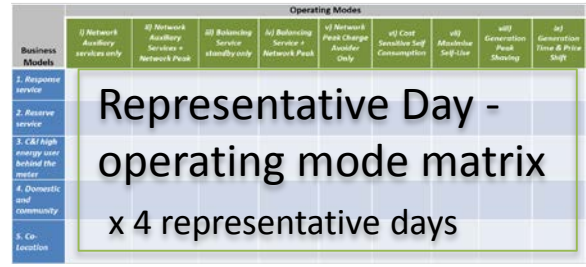 Operating Modes
Business Models
i) Network Auxiliary services only
ii) Network Auxiliary Services + Network Peak
iii) Balancing Service standby only
iv) Balancing Service + Network Peak
v) Network Peak Charge Avoider Only
vi) Cost Sensitive Self Consumption
vii) Maximise Self-Use
viii) Generation Peak Shaving
ix) Generation Time & Price Shift
1. Response service
2. Reserve service
3. C&I high energy user behind the meter
4. Domestic and community
5. Co-Location
Representative Day -
operating mode matrix
x 4 representative days